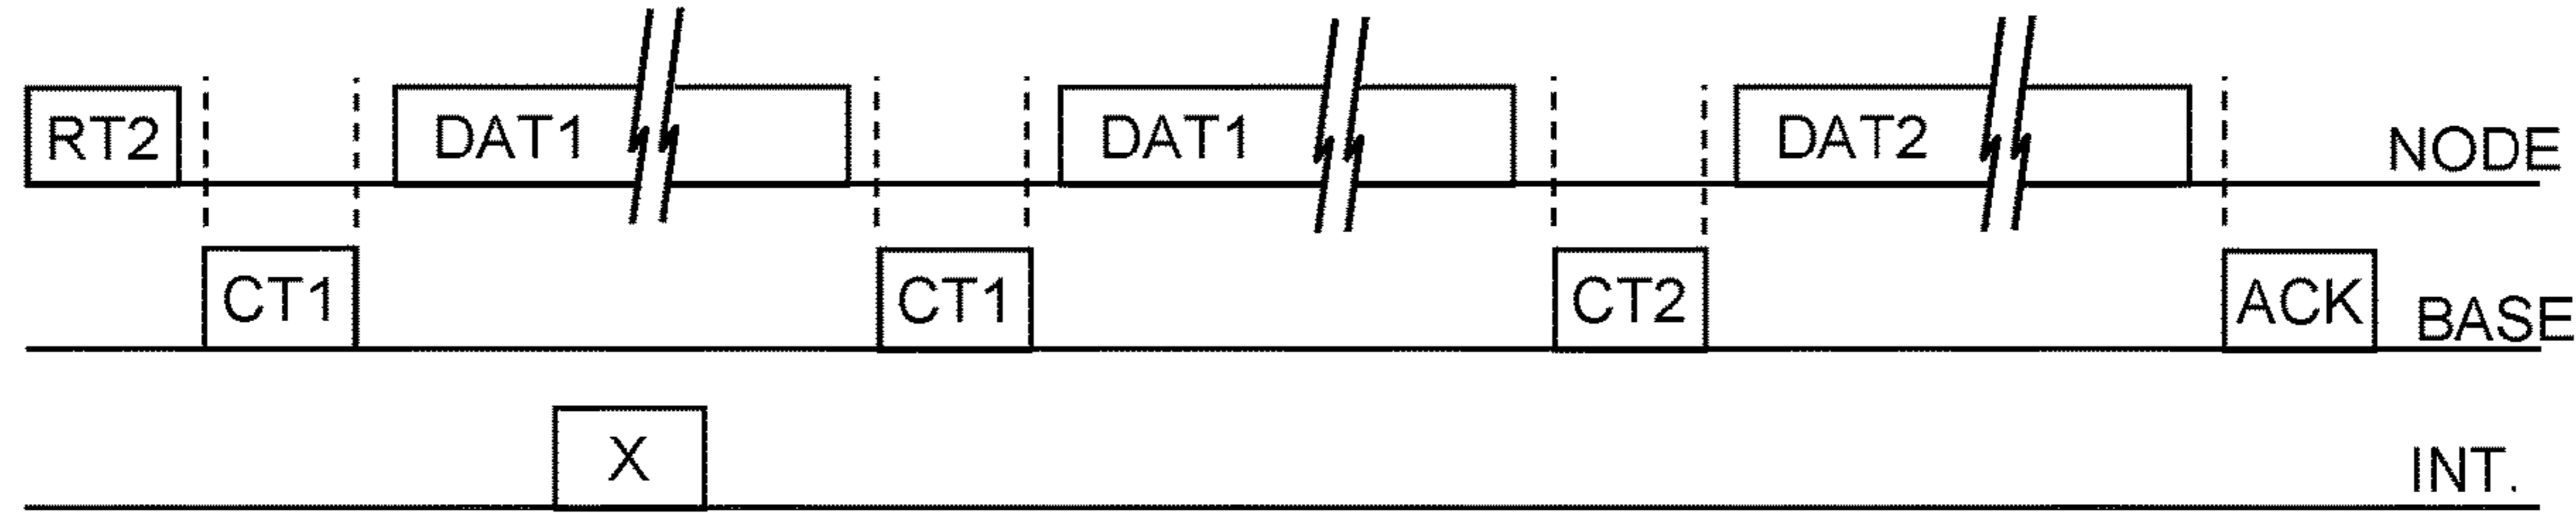 RT2 DAT1 DAT1 DAT2 NODE
CT1 CT1 CT2 ACK BASE
X INT.